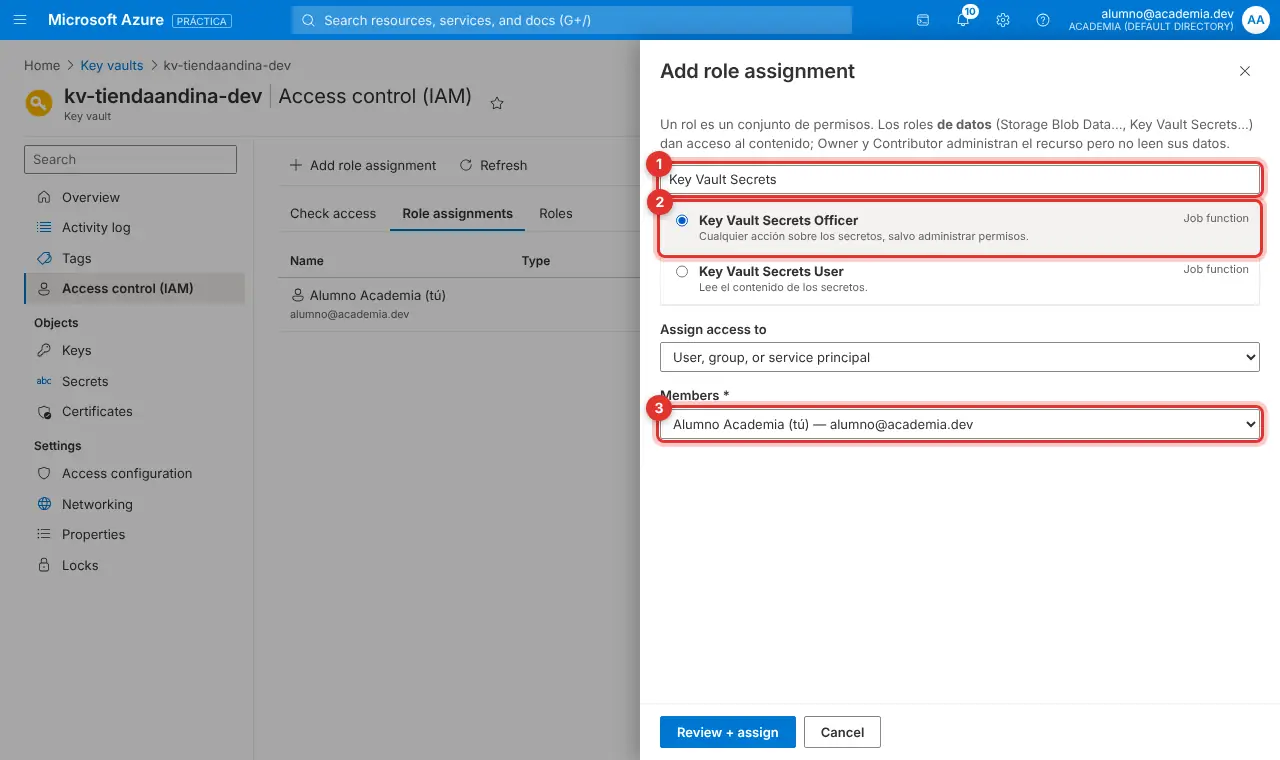 Microsoft Azure PRÁCTICA
Search resources, services, and docs (G+/)
10
alumno@academia.dev
ACADEMIA (DEFAULT DIRECTORY)
AA
Home > Key vaults > kv-tiendaandina-dev
kv-tiendaandina-dev | Access control (IAM)
Key vault
Search
Overview
Activity log
Tags
Access control (IAM)
Objects
Keys
abc Secrets
Certificates
Settings
Access configuration
Networking
Properties
Locks
Add role assignment
Refresh
Check access
Role assignments
Roles
Name
Type
Alumno Academia (tú)
alumno@academia.dev
Add role assignment
Un rol es un conjunto de permisos. Los roles de datos (Storage Blob Data..., Key Vault Secrets...)
dan acceso al contenido; Owner y Contributor administran el recurso pero no leen sus datos.
1
Key Vault Secrets
2
Key Vault Secrets Officer
Job function
Cualquier acción sobre los secretos, salvo administrar permisos.
Key Vault Secrets User
Job function
Lee el contenido de los secretos.
Assign access to
User, group, or service principal
Members *
3
Alumno Academia (tú) — alumno@academia.dev
Review + assign
Cancel